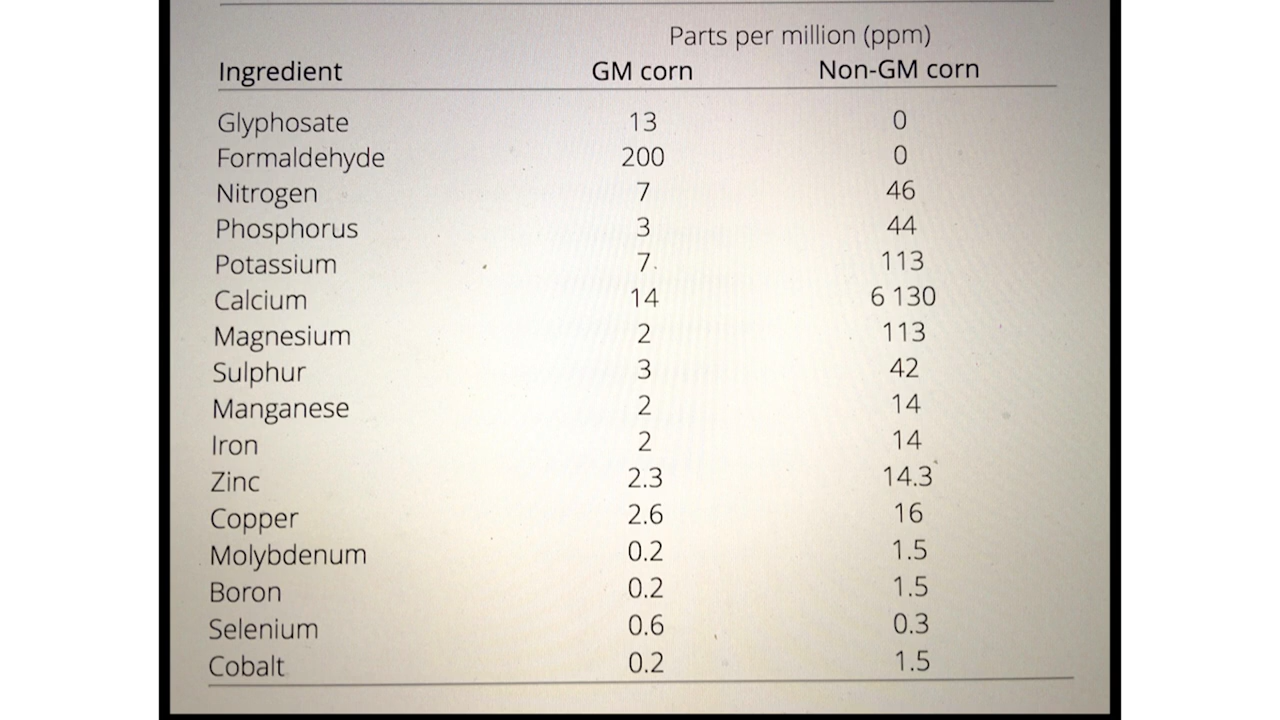 Parts per million (ppm)
Ingredient GM corn Non-GM corn
Glyphosate 13 0
Formaldehyde 200 0
Nitrogen 7 46
Phosphorus 3 44
Potassium 7 113
Calcium 14 6 130
Magnesium 2 113
Sulphur 3 42
Manganese 2 14
Iron 2 14
Zinc 2.3 14.3
Copper 2.6 16
Molybdenum 0.2 1.5
Boron 0.2 1.5
Selenium 0.6 0.3
Cobalt 0.2 1.5